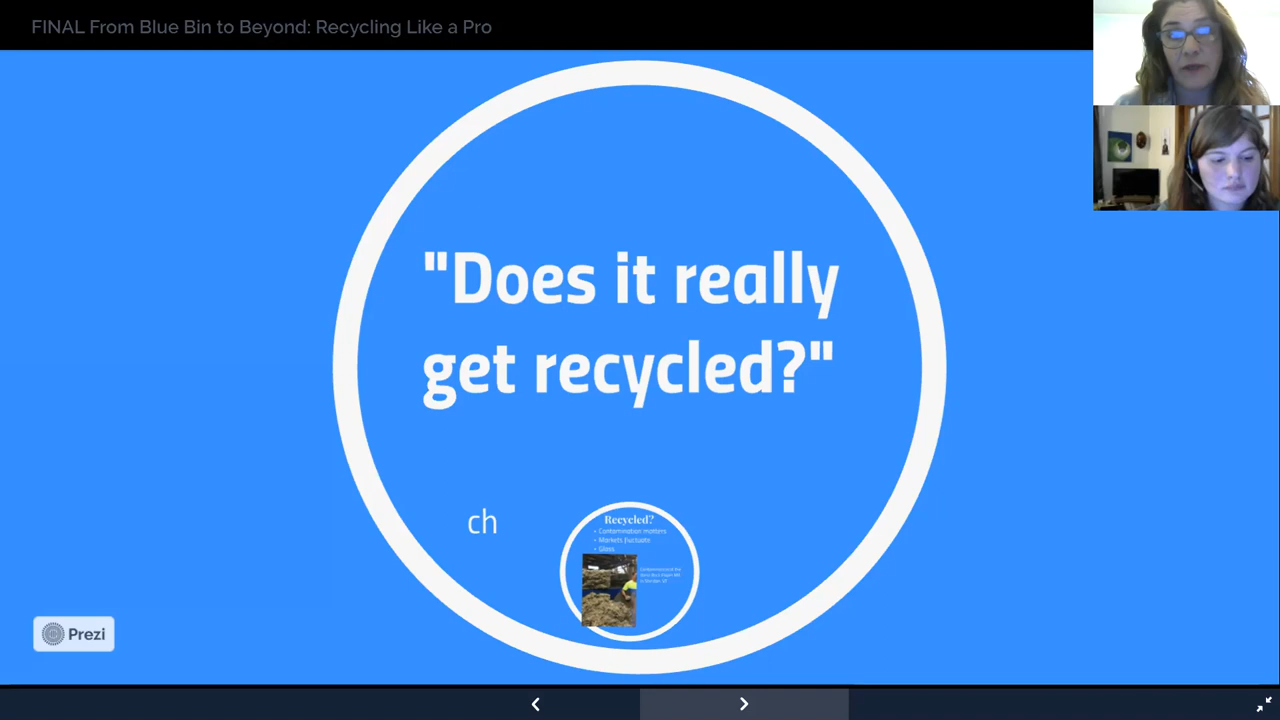 FINAL From Blue Bin to Beyond: Recycling Like a Pro
"Does it really
get recycled?"
ch
Recycled?
• Contamination matters
• Markets fluctuate
• Glass
Prezi